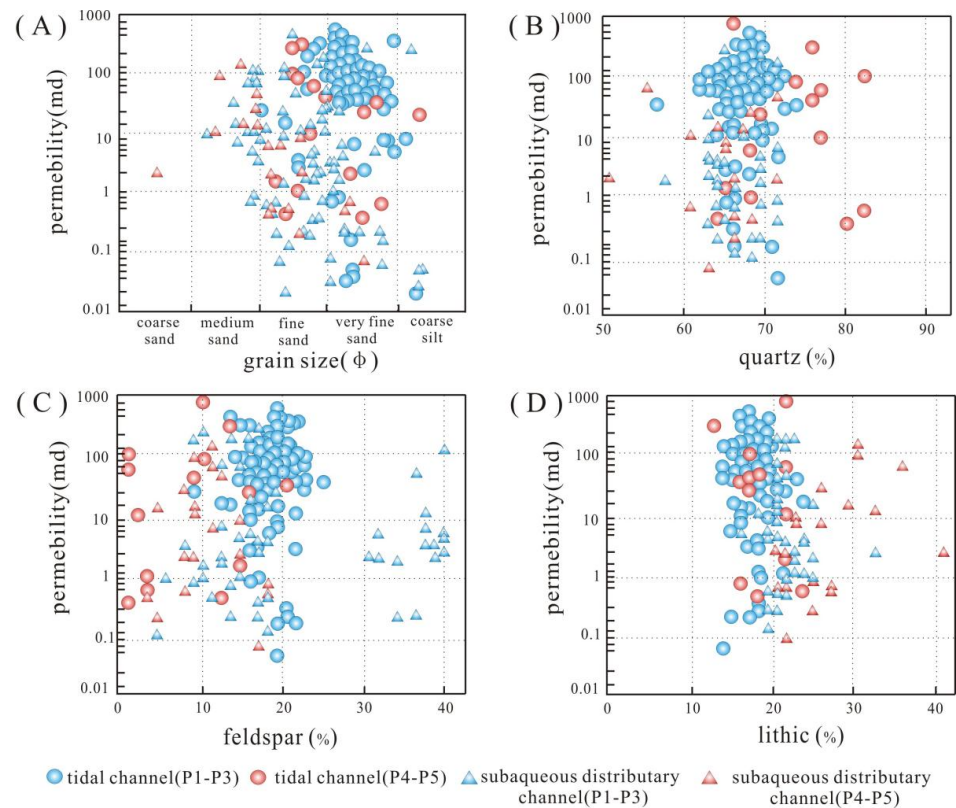 ( A )
permebility(md)
1000
100
10
1
0.1
0.01
coarse sand
medium sand
fine sand
very fine sand
coarse silt
grain size( Φ )
( B )
permebility(md)
1000
100
10
1
0.1
0.01
50
60
70
80
90
quartz (%)
( C )
permebility(md)
1000
100
10
1
0.1
0.01
0
10
20
30
40
feldspar (%)
( D )
permebility(md)
1000
100
10
1
0.1
0.01
0
10
20
30
40
lithic (%)
tidal channel(P1-P3)
tidal channel(P4-P5)
subaqueous distributary
channel(P1-P3)
subaqueous distributary
channel(P4-P5)